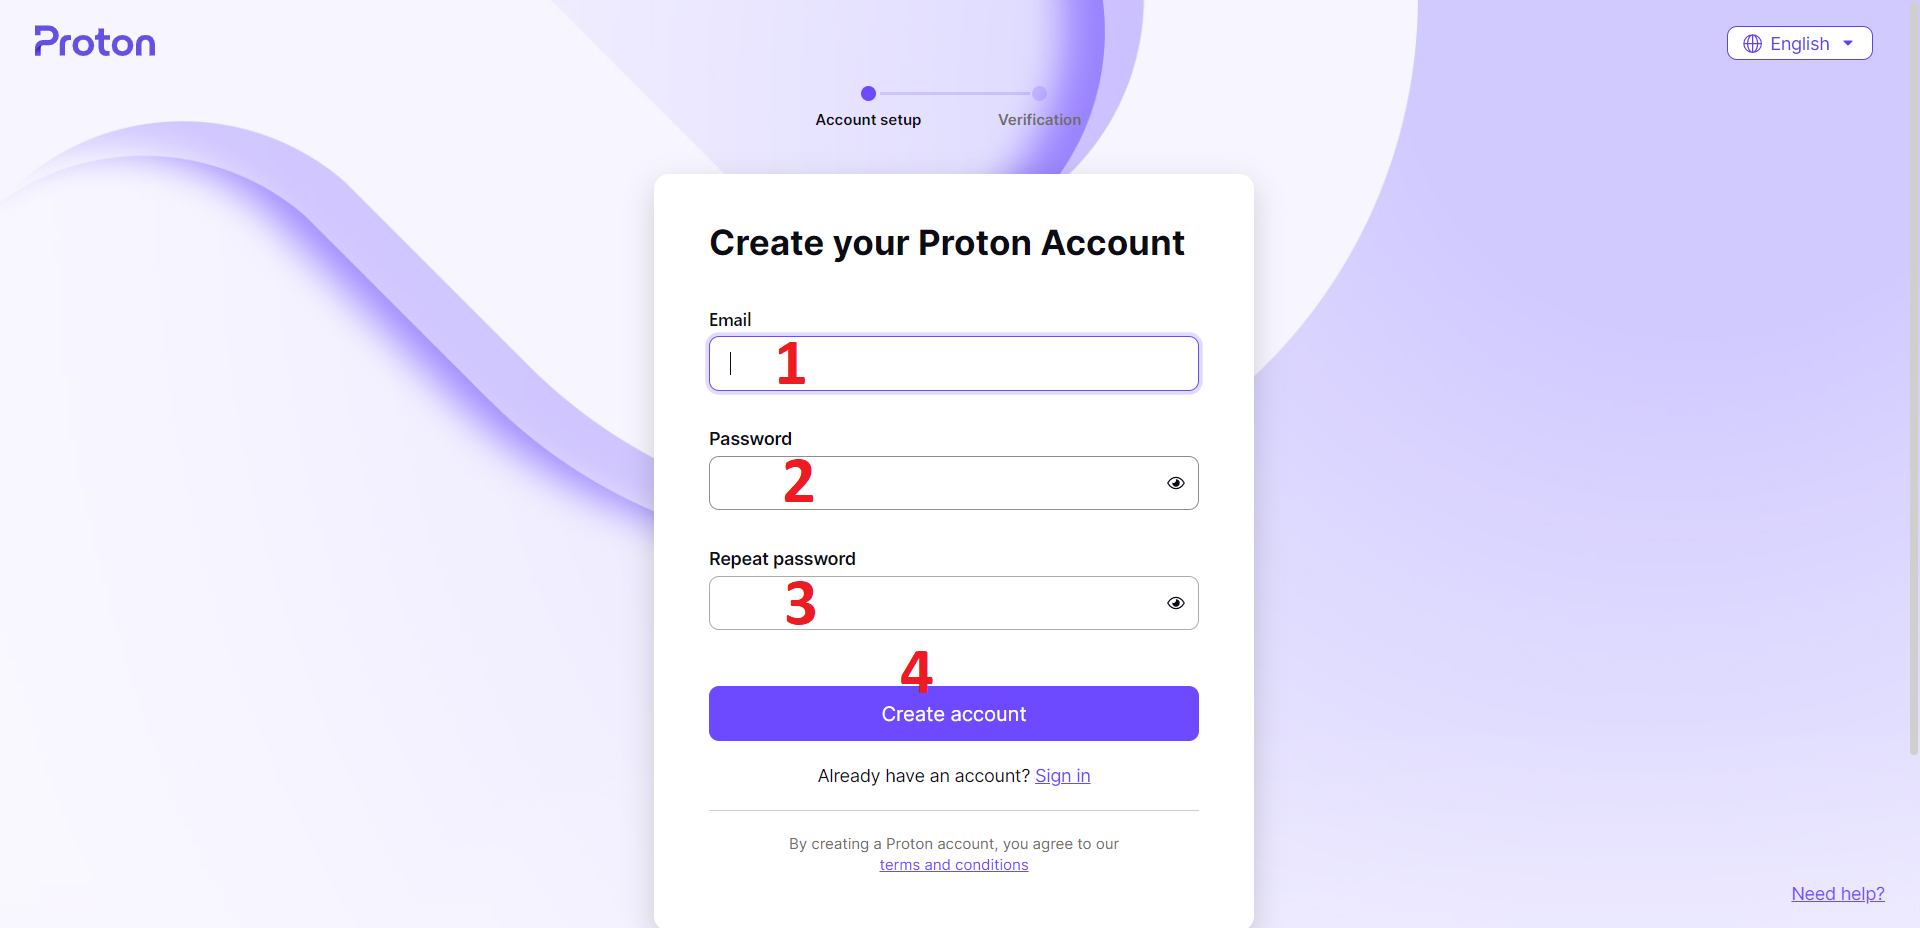 Proton
English
Account setup
Verification
Create your Proton Account
Email
1
Password
2
Repeat password
3
4
Create account
Already have an account? Sign in
By creating a Proton account, you agree to our
terms and conditions
Need help?